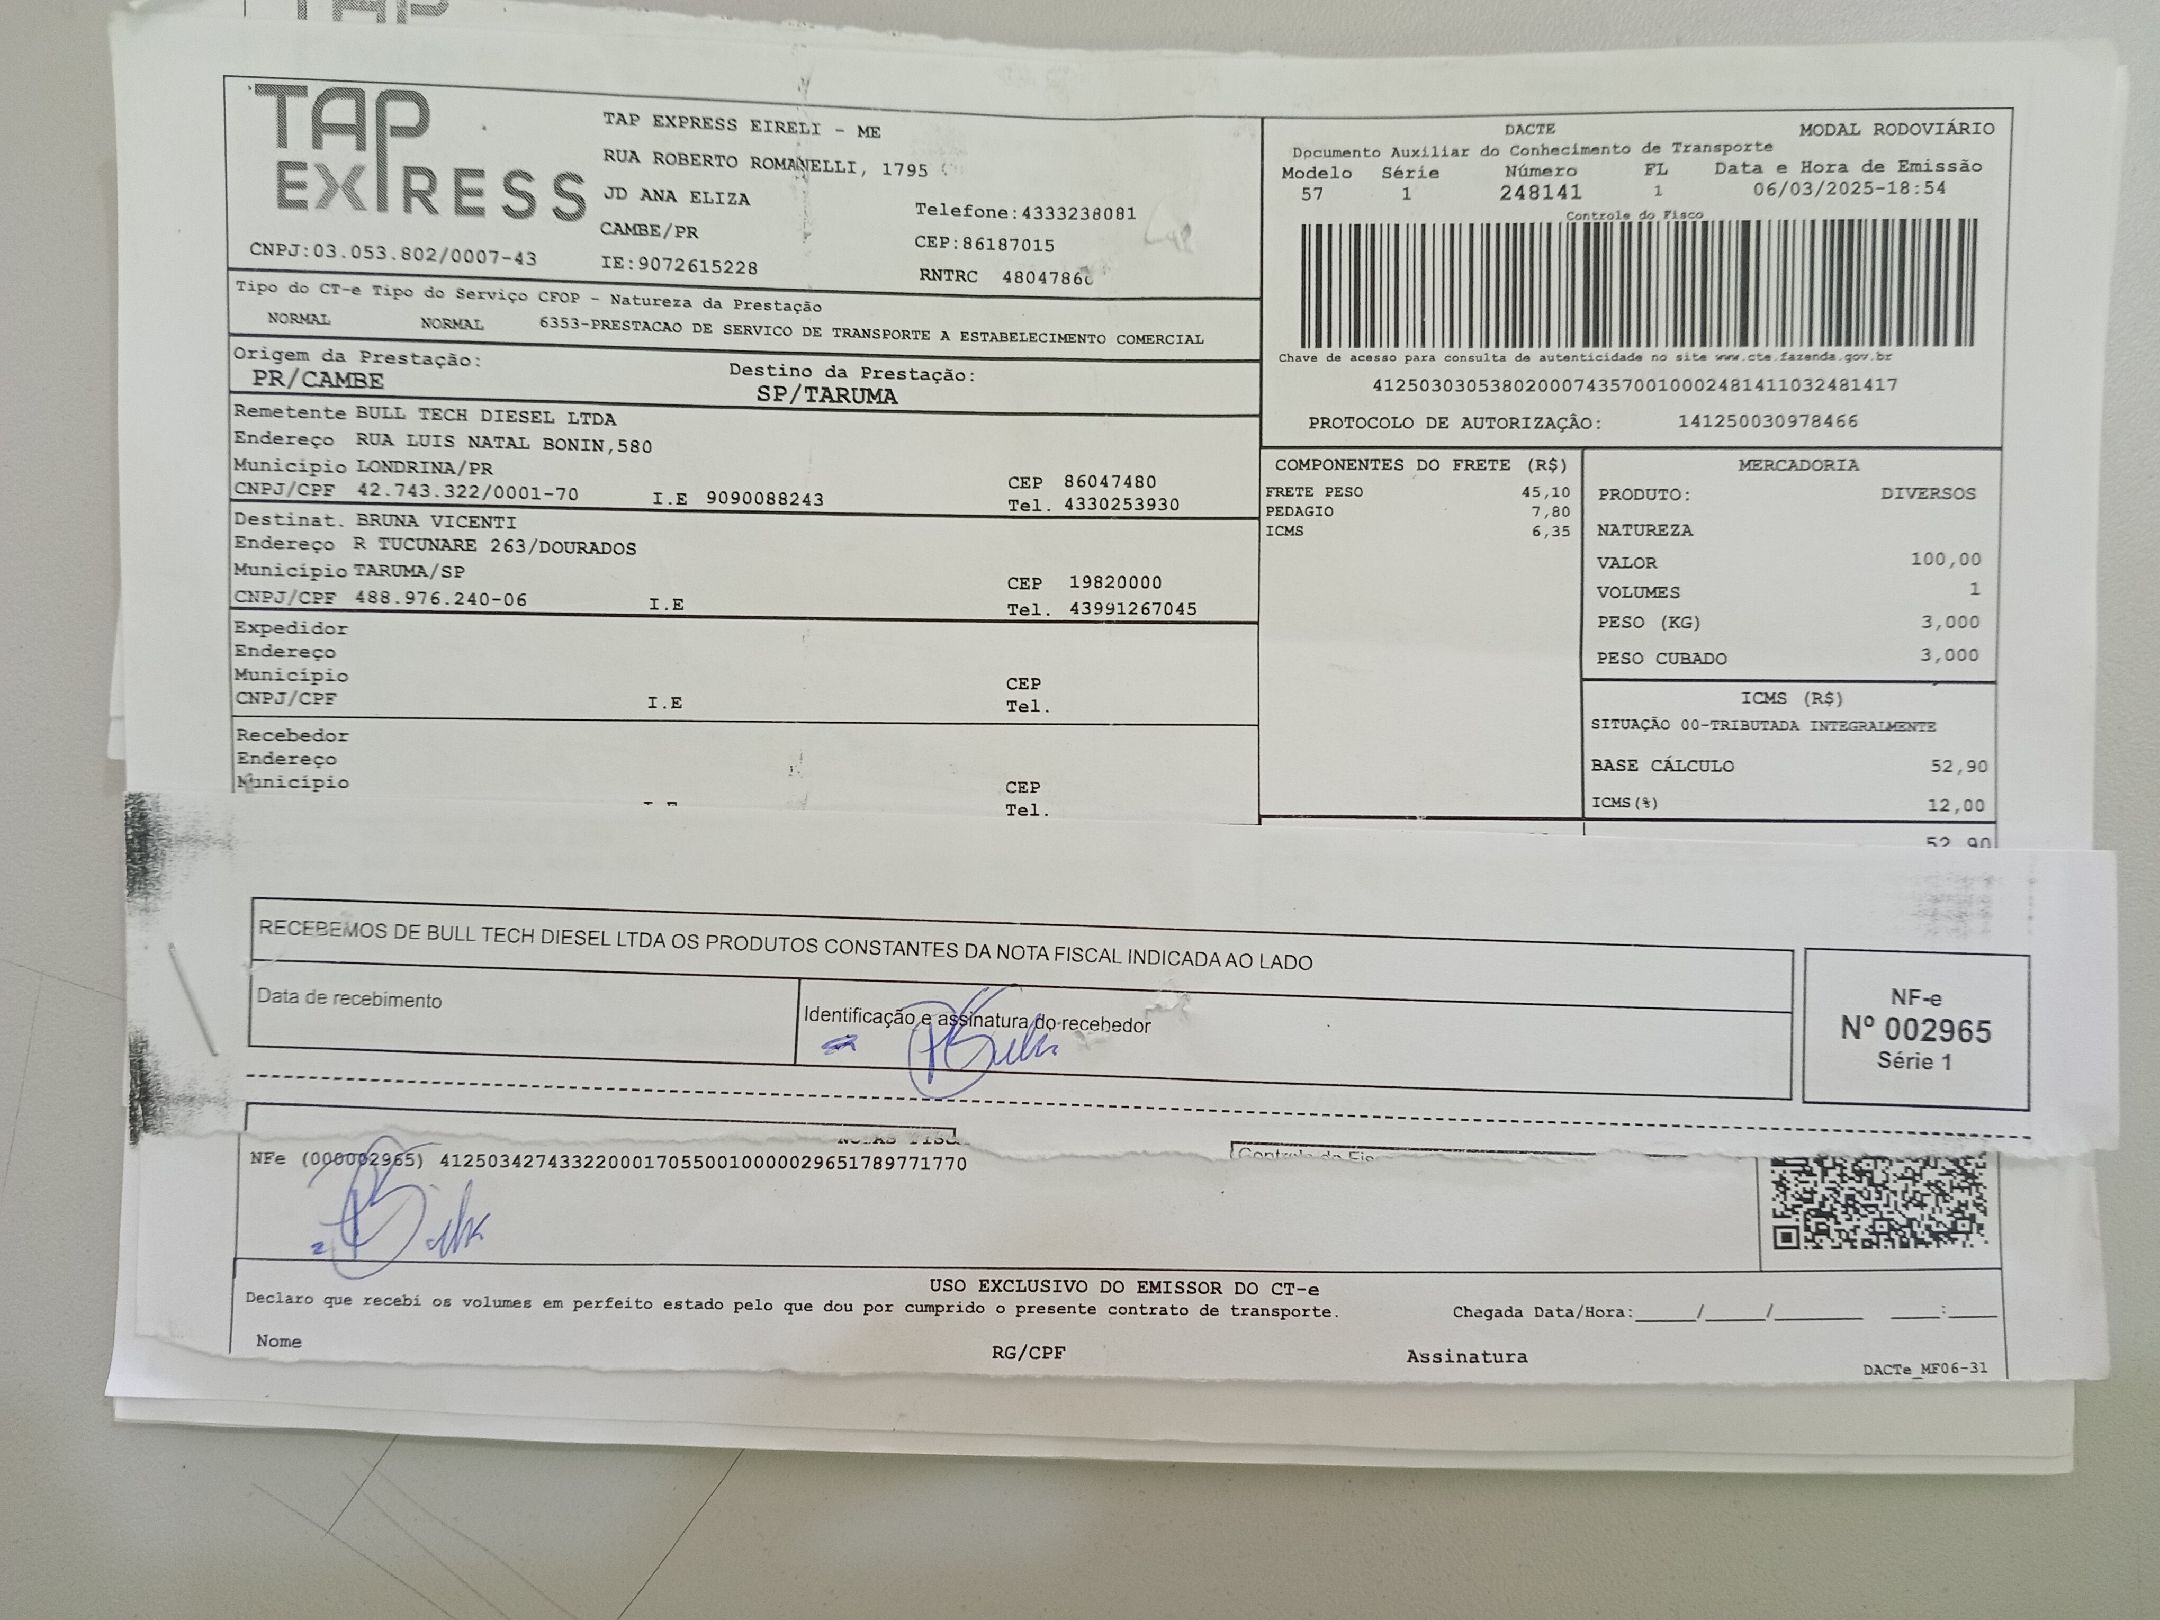 TAP
TAP
EXPRESS
CNPJ:03.053.802/0007-43
TAP EXPRESS EIRELI - ME
RUA ROBERTO ROMANELLI, 1795
JD ANA ELIZA
CAMBE/PR
IE:9072615228
Telefone:4333238081
CEP:86187015
RNTRC 4804786
DACTE
MODAL RODOVIÁRIO
Documento Auxiliar do Conhecimento de Transporte
Modelo Série Número FL Data e Hora de Emissão
57 1 248141 1 06/03/2025-18:54
Controle do Fisco
Chave de acesso para consulta de autenticidade no site www.cte.fazenda.gov.br
41250303053802000743570010002481411032481417
PROTOCOLO DE AUTORIZAÇÂO: 141250030978466
Tipo do CT-e Tipo do Serviço CFOP - Natureza da Prestação
NORMAL NORMAL 6353-PRESTACAO DE SERVICO DE TRANSPORTE A ESTABELECIMENTO COMERCIAL
Origem da Prestação: Destino da Prestação:
PR/CAMBE SP/TARUMA
Remetente BULL TECH DIESEL LTDA
Endereço RUA LUIS NATAL BONIN,580
Município LONDRINA/PR CEP 86047480
CNPJ/CPF 42.743.322/0001-70 I.E 9090088243 Tel. 4330253930
Destinat. BRUNA VICENTI
Endereço R TUCUNARE 263/DOURADOS
Município TARUMA/SP CEP 19820000
CNPJ/CPF 488.976.240-06 I.E Tel. 43991267045
Expedidor
Endereço
Município CEP
CNPJ/CPF I.E Tel.
Recebedor
Endereço
Município CEP
Tel.
COMPONENTES DO FRETE (R$)
FRETE PESO 45,10
PEDAGIO 7,80
ICMS 6,35
MERCADORIA
PRODUTO: DIVERSOS
NATUREZA
VALOR 100,00
VOLUMES 1
PESO (KG) 3,000
PESO CUBADO 3,000
ICMS (R$)
SITUAÇÃO 00-TRIBUTADA INTEGRALMENTE
BASE CÁLCULO 52,90
ICMS(%) 12,00
52,90
RECEBEMOS DE BULL TECH DIESEL LTDA OS PRODUTOS CONSTANTES DA NOTA FISCAL INDICADA AO LADO
Data de recebimento
Identificação e assinatura do recebedor
NF-e
Nº 002965
Série 1
NFe (000002965) 41250342743322000170550010000029651789771770
USO EXCLUSIVO DO EMISSOR DO CT-e
Declaro que recebi os volumes em perfeito estado pelo que dou por cumprido o presente contrato de transporte.
Chegada Data/Hora:_____/_____/________ ____:____
Nome RG/CPF Assinatura
DACTe_MF06-31